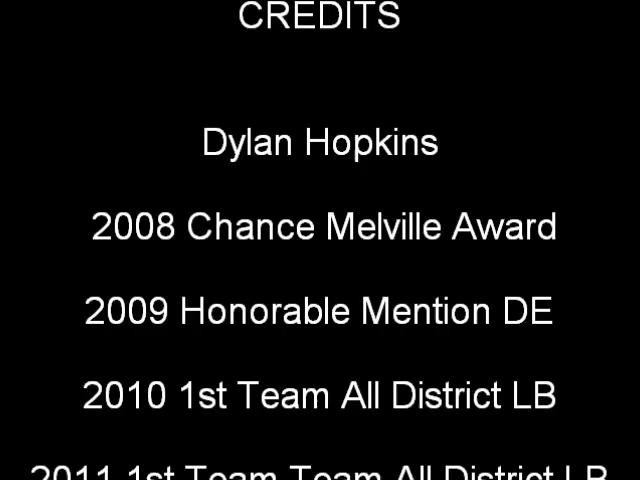 CREDITS
Dylan Hopkins
2008 Chance Melville Award
2009 Honorable Mention DE
2010 1st Team All District LB
2011 1st Team Team All District LB